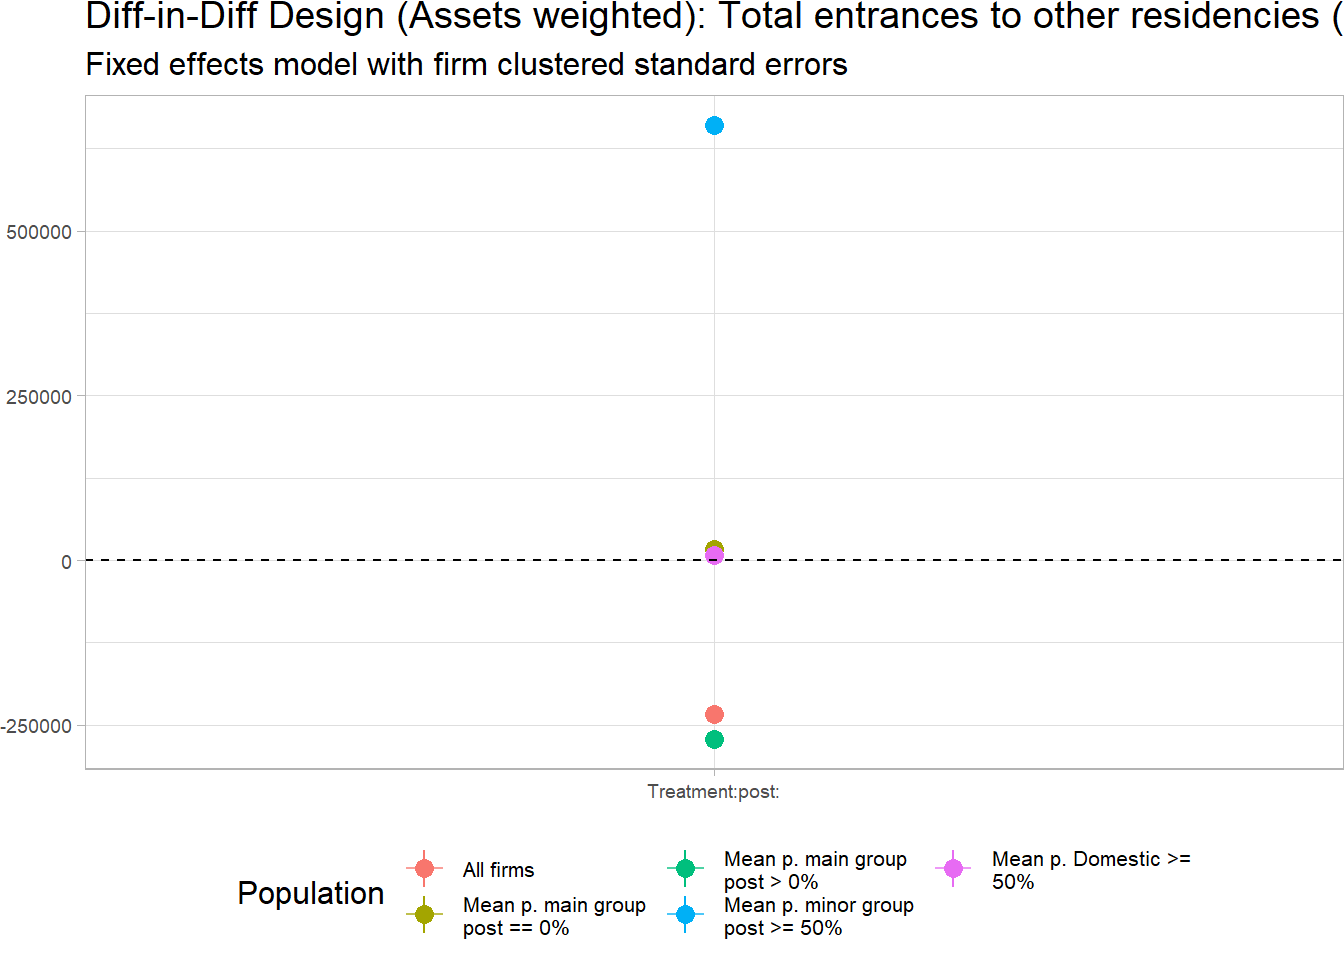 Diff-in-Diff Design (Assets weighted): Total entrances to other residencies (
Fixed effects model with firm clustered standard errors
500000
250000
0
-250000
Treatment:post:
Population
All firms
Mean p. main group
post == 0%
Mean p. main group
post > 0%
Mean p. minor group
post >= 50%
Mean p. Domestic >=
50%